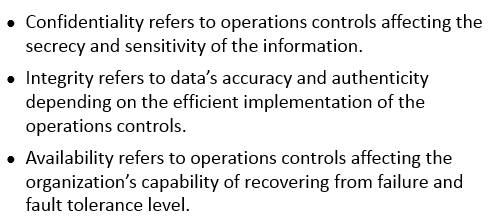 • Confidentiality refers to operations controls affecting the
secrecy and sensitivity of the information.
• Integrity refers to data’s accuracy and authenticity
depending on the efficient implementation of the
operations controls.
• Availability refers to operations controls affecting the
organization’s capability of recovering from failure and
fault tolerance level.